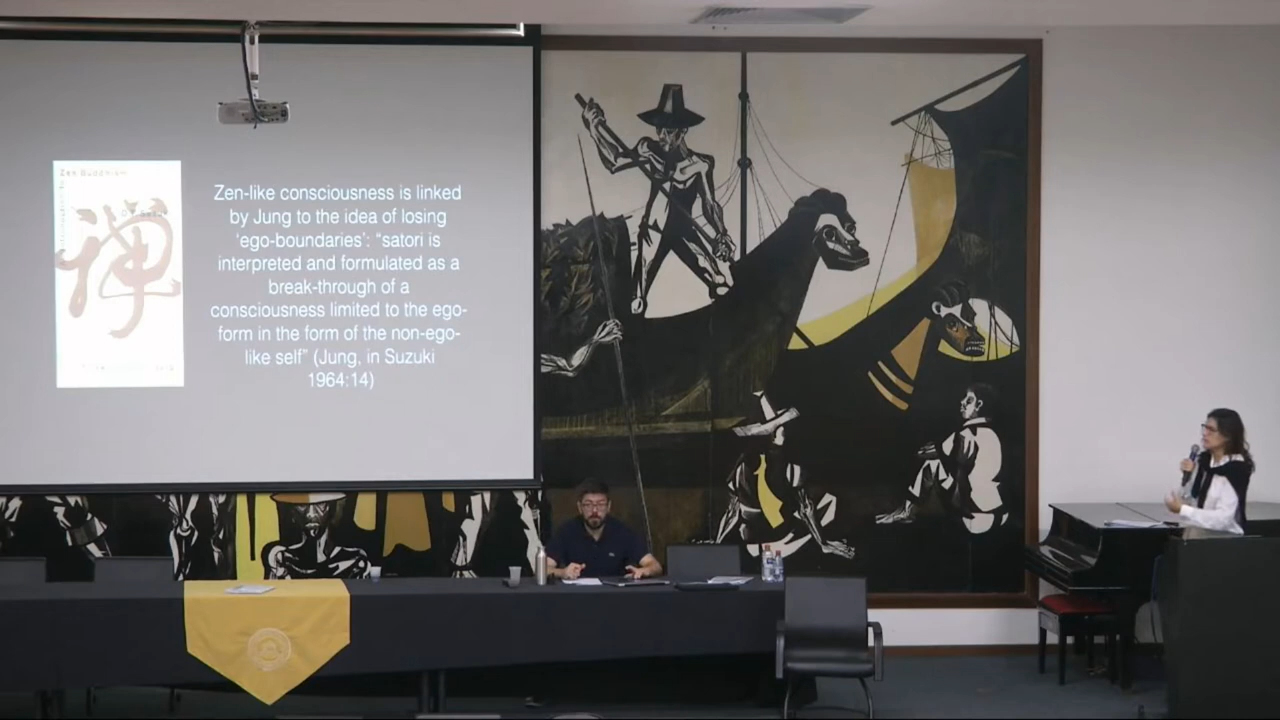 Zen Buddhism
禅
Zen-like consciousness is linked
by Jung to the idea of losing
‘ego-boundaries’: “satori is
interpreted and formulated as a
break-through of a
consciousness limited to the ego-
form in the form of the non-ego-
like self” (Jung, in Suzuki
1964:14)